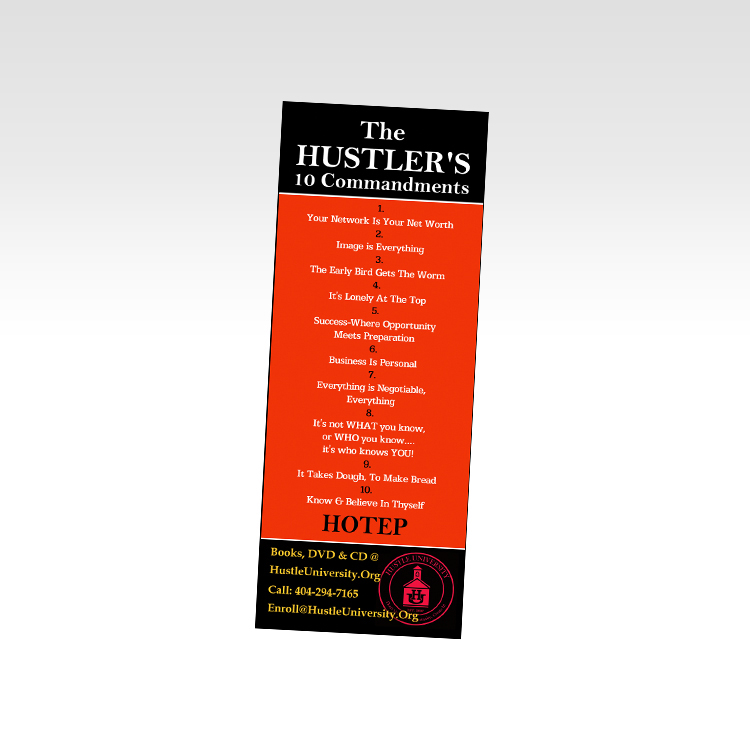 The
HUSTLER'S
10 Commandments
1.
Your Network Is Your Net Worth
2.
Image is Everything
3.
The Early Bird Gets The Worm
4.
It's Lonely At The Top
5.
Success-Where Opportunity
Meets Preparation
6.
Business Is Personal
7.
Everything is Negotiable,
Everything
8.
It's not WHAT you know,
or WHO you know....
it's who knows YOU!
9.
It Takes Dough, To Make Bread
10.
Know & Believe In Thyself
HOTEP
Books, DVD & CD @
HustleUniversity.Org
Call: 404-294-7165
Enroll@HustleUniversity.Org
HUSTLE UNIVERSITY
HU